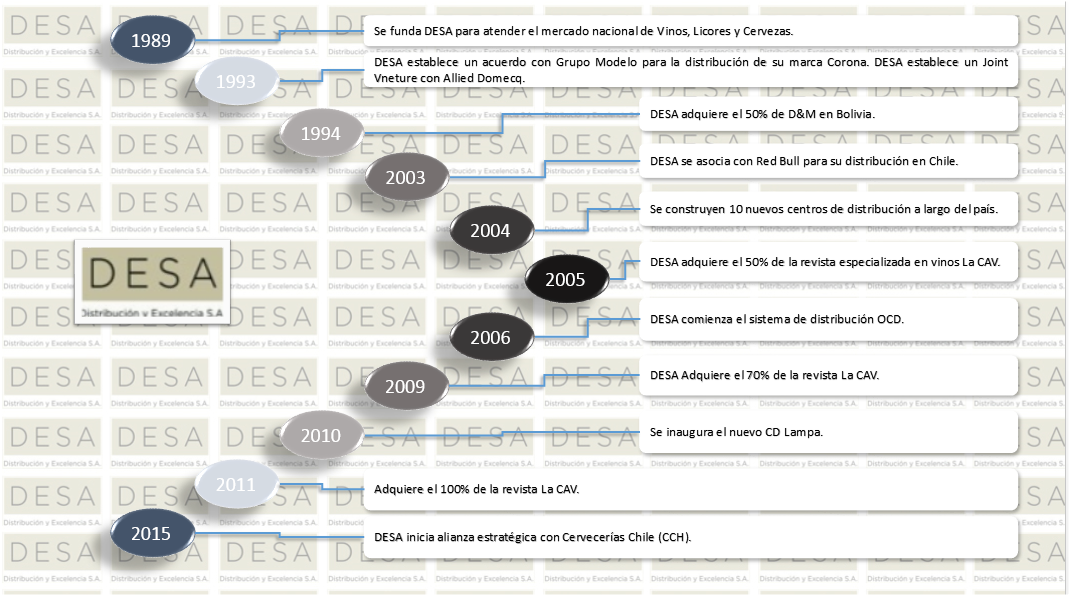 1989
Se funda DESA para atender el mercado nacional de Vinos, Licores y Cervezas.
1993
DESA establece un acuerdo con Grupo Modelo para la distribución de su marca Corona. DESA establece un Joint
Vneture con Allied Domecq.
1994
DESA adquiere el 50% de D&M en Bolivia.
2003
DESA se asocia con Red Bull para su distribución en Chile.
2004
Se construyen 10 nuevos centros de distribución a largo del país.
DESA
Distribución y Excelencia S.A
2005
DESA adquiere el 50% de la revista especializada en vinos La CAV.
2006
DESA comienza el sistema de distribución OCD.
2009
DESA Adquiere el 70% de la revista La CAV.
2010
Se inaugura el nuevo CD Lampa.
2011
Adquiere el 100% de la revista La CAV.
2015
DESA inicia alianza estratégica con Cervecerías Chile (CCH).